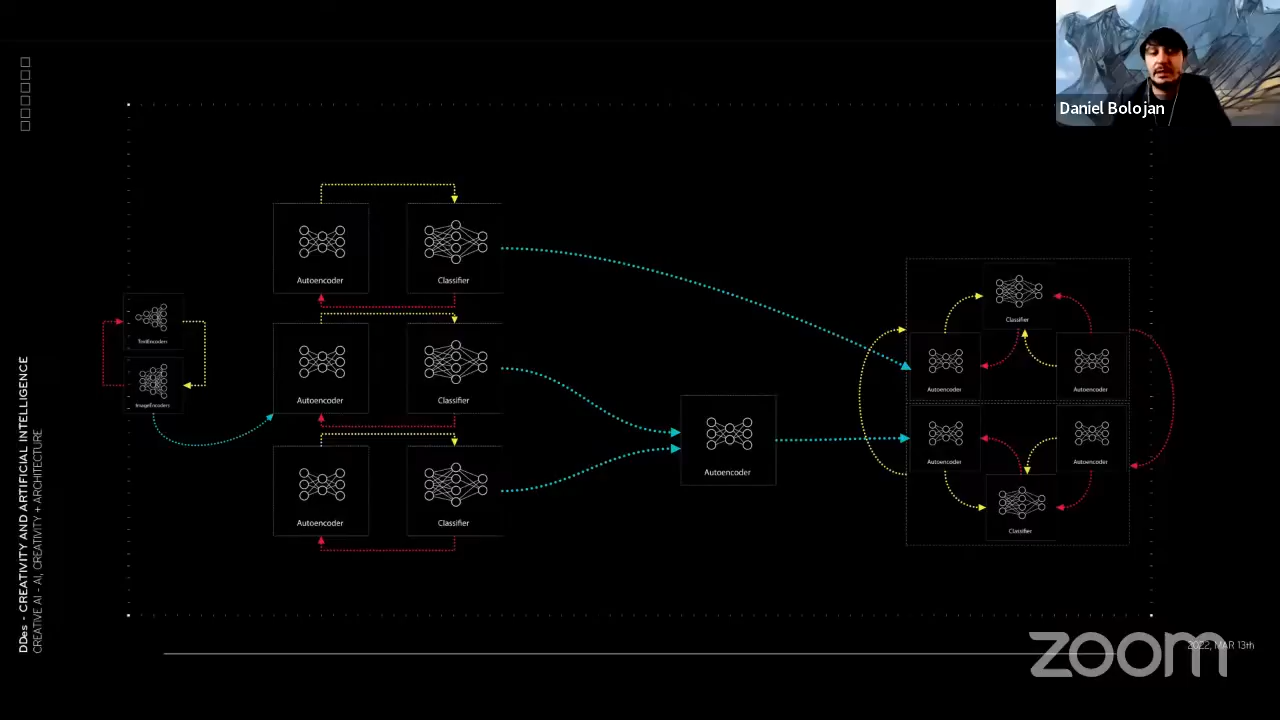 Daniel Bolojan
Autoencoder
Classifier
TextEncoders
ImageEncoders
Autoencoder
Classifier
Autoencoder
Classifier
Autoencoder
Classifier
Autoencoder
Autoencoder
Autoencoder
Autoencoder
Classifier
DDes - CREATIVITY AND ARTIFICIAL INTELLIGENCE
CREATIVE AI - AI, CREATIVITY + ARCHITECTURE
2022, MAR 13th
zoom